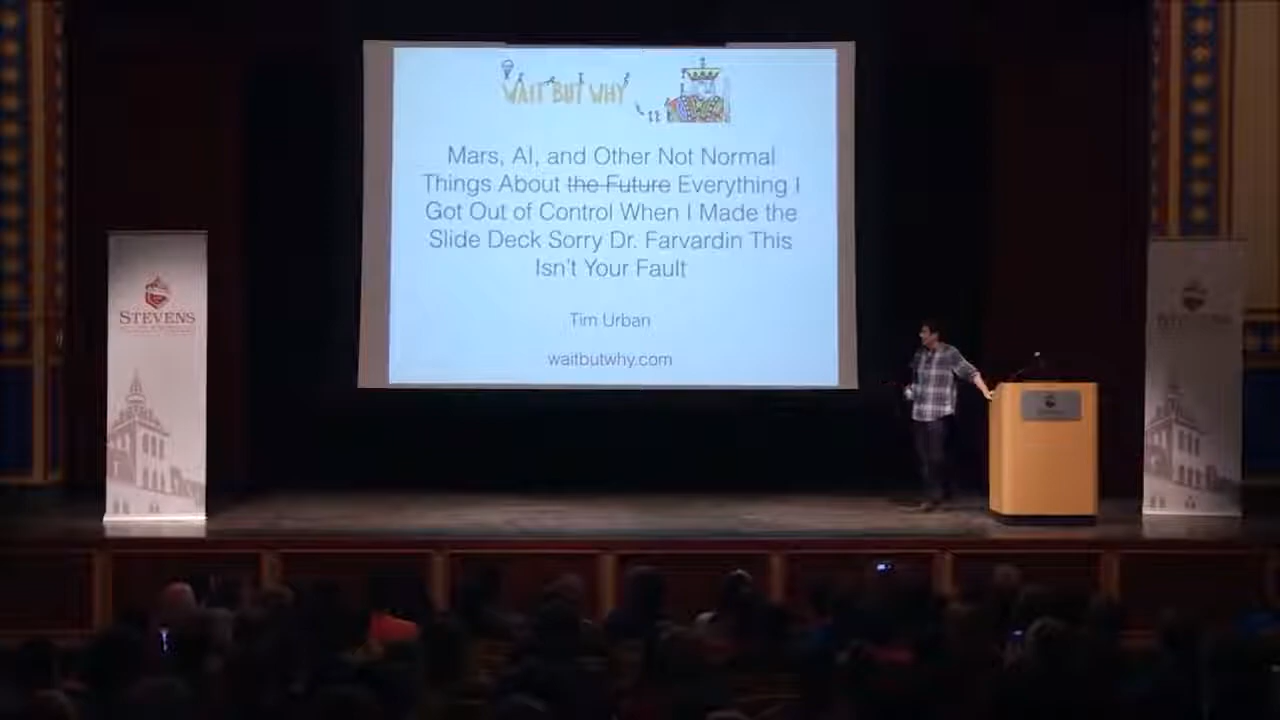 WAIT BUT WHY
Mars, AI, and Other Not Normal
Things About the Future Everything I
Got Out of Control When I Made the
Slide Deck Sorry Dr. Farvardin This
Isn't Your Fault
Tim Urban
waitbutwhy.com
STEVENS